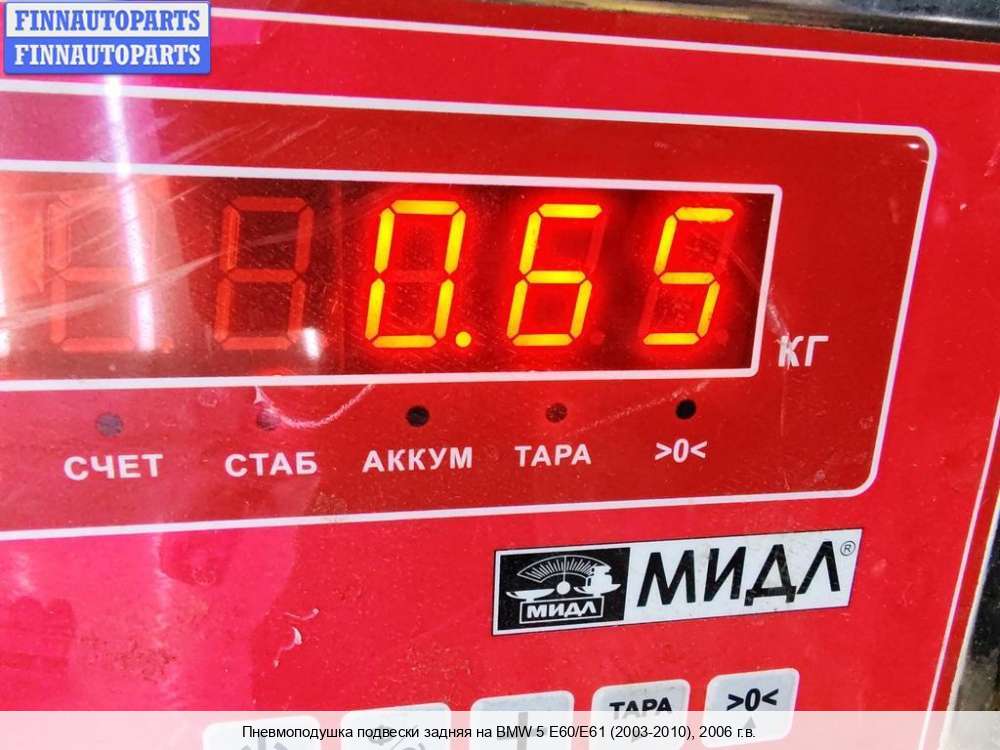 FINNAUTOPARTS
FINNAUTOPARTS
0.65
КГ
СЧЕТ СТАБ АККУМ ТАРА >0<
МИДЛ МИДЛ®
ТАРА >0<
Пневмоподушка подвески задняя на BMW 5 E60/E61 (2003-2010), 2006 г.в.